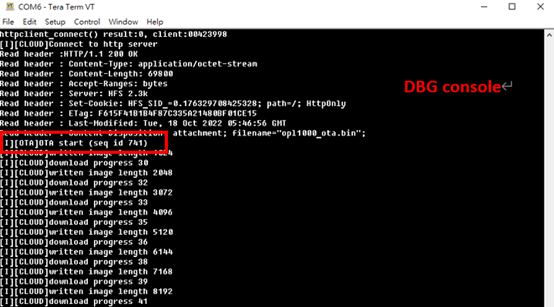 COM6 - Tera Term VT
File Edit Setup Control Window Help
httpclient_connect() result:0, client:00423998
[I][CLOUD]Connect to http server
Read header :HTTP/1.1 200 OK
Read header : Content-Type: application/octet-stream
Read header : Content-Length: 69800
Read header : Accept-Ranges: bytes
Read header : Server: HFS 2.3k
Read header : Set-Cookie: HFS_SID_=0.176329708425328; path=/; HttpOnly
Read header : ETag: F615F41B1B4F87C335A21480BF01CE15
Read header : Last-Modified: Tue, 18 Oct 2022 05:46:56 GMT
Read header : Content-Disposition: attachment; filename="opl1000_ota.bin";
DBG console
[I][OTA]OTA start (seq id 741)
[I][CLOUD]written image length 1024
[I][CLOUD]download progress 30
[I][CLOUD]written image length 2048
[I][CLOUD]download progress 32
[I][CLOUD]written image length 3072
[I][CLOUD]download progress 33
[I][CLOUD]written image length 4096
[I][CLOUD]download progress 35
[I][CLOUD]written image length 5120
[I][CLOUD]download progress 36
[I][CLOUD]written image length 6144
[I][CLOUD]download progress 38
[I][CLOUD]written image length 7168
[I][CLOUD]download progress 39
[I][CLOUD]written image length 8192
[I][CLOUD]download progress 41